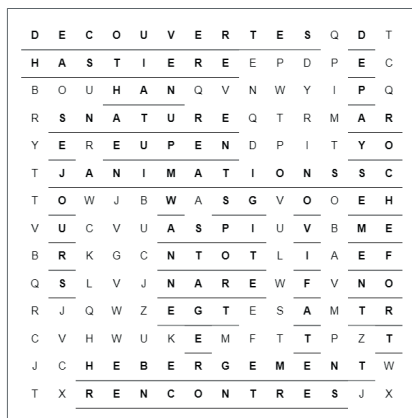 D E C O U V E R T E S Q D T
H A S T I E R E E P D P E C
B O U H A N Q V N W Y I P Q
R S N A T U R E Q T R M A R
Y E R E U P E N D P I T Y O
T J A N I M A T I O N S S C
T O W J B W A S G V O O E H
V U C V U A S P I U V B M E
B R K G C N T O T L I A E F
Q S L V J N A R E W F V N O
R J Q W Z E G T E S A M T R
C V H W U K E M F T T P Z T
J C H E B E R G E M E N T W
T X R E N C O N T R E S J X